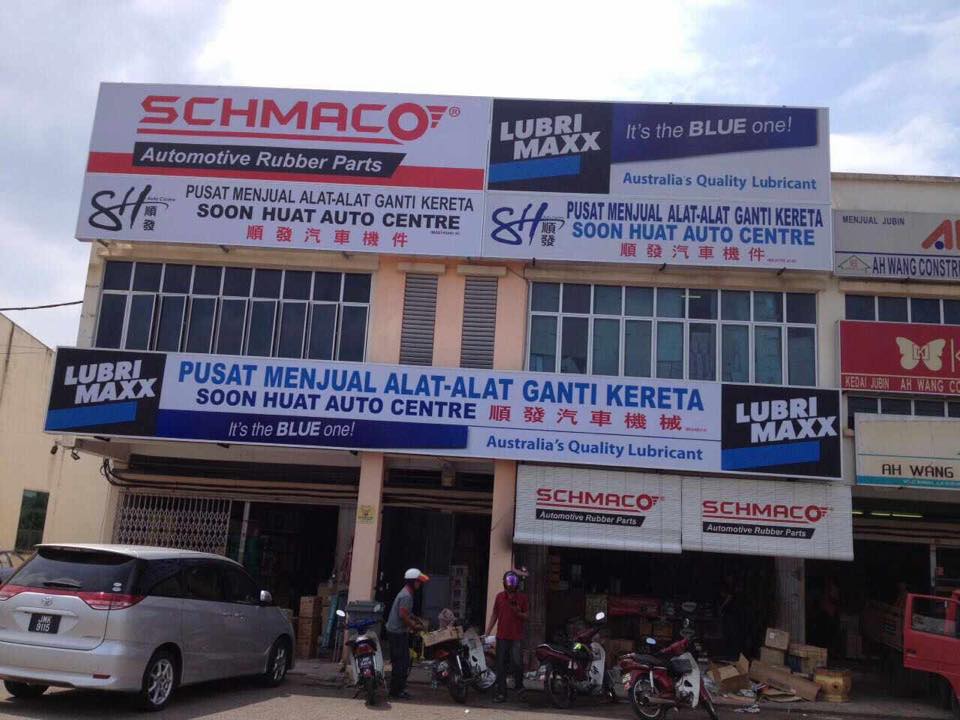 SCHMACO®
Automotive Rubber Parts
SH Auto Centre
順發
PUSAT MENJUAL ALAT-ALAT GANTI KERETA
SOON HUAT AUTO CENTRE
順發汽車機件
LUBRI
MAXX
It's the BLUE one!
Australia's Quality Lubricant
SH
順發
PUSAT MENJUAL ALAT-ALAT GANTI KERETA
SOON HUAT AUTO CENTRE
順發汽車機件
MENJUAL JUBIN
AH WANG CONSTRU
KEDAI JUBIN AH WANG CO
AH WANG
LUBRI
MAXX
PUSAT MENJUAL ALAT-ALAT GANTI KERETA
SOON HUAT AUTO CENTRE 順發汽車機械
It's the BLUE one!
Australia's Quality Lubricant
LUBRI
MAXX
SCHMACO
Automotive Rubber Parts
SCHMACO
Automotive Rubber Parts
JMK
9115